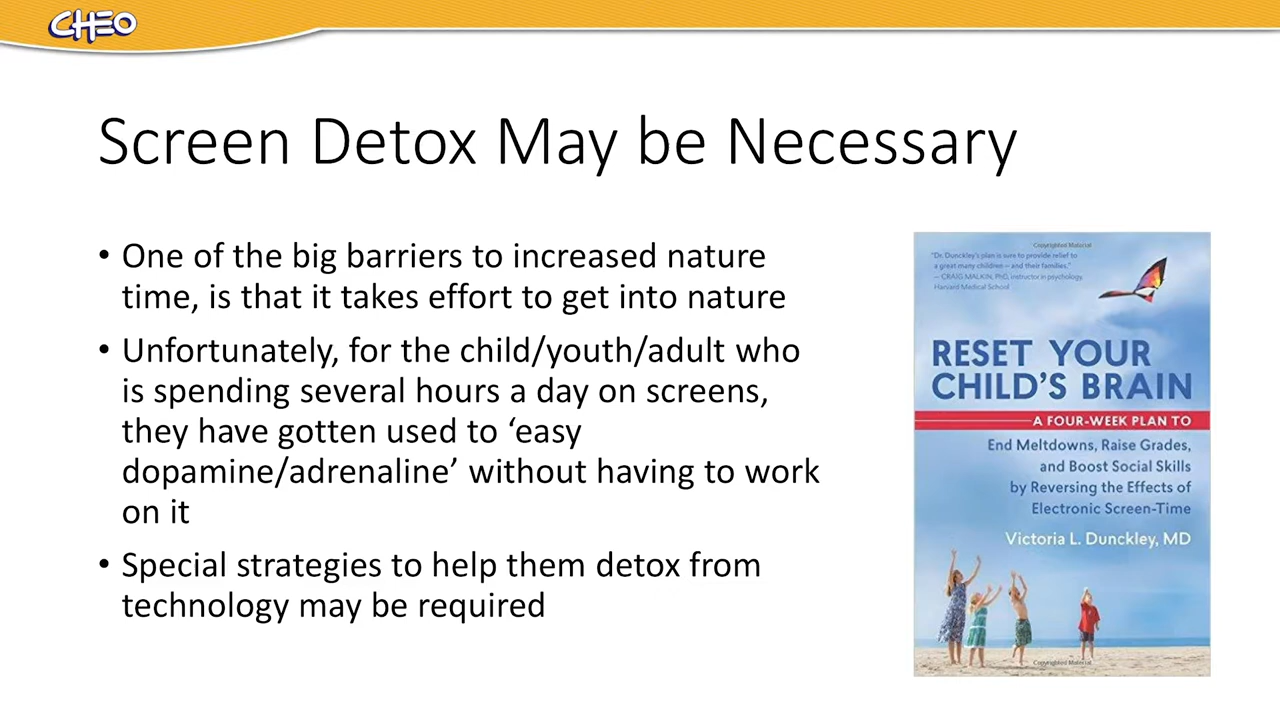 CHEO
Screen Detox May be Necessary
• One of the big barriers to increased nature
time, is that it takes effort to get into nature
• Unfortunately, for the child/youth/adult who
is spending several hours a day on screens,
they have gotten used to ‘easy
dopamine/adrenaline’ without having to work
on it
• Special strategies to help them detox from
technology may be required
Copyrighted Material
"Dr. Dunckley's plan is sure to provide relief to
a great many children — and their families."
— CRAIG MALKIN, PhD, instructor in psychology,
Harvard Medical School
RESET YOUR
CHILD'S BRAIN
A FOUR-WEEK PLAN TO
End Meltdowns, Raise Grades,
and Boost Social Skills
by Reversing the Effects of
Electronic Screen-Time
Victoria L. Dunckley, MD
Copyrighted Material